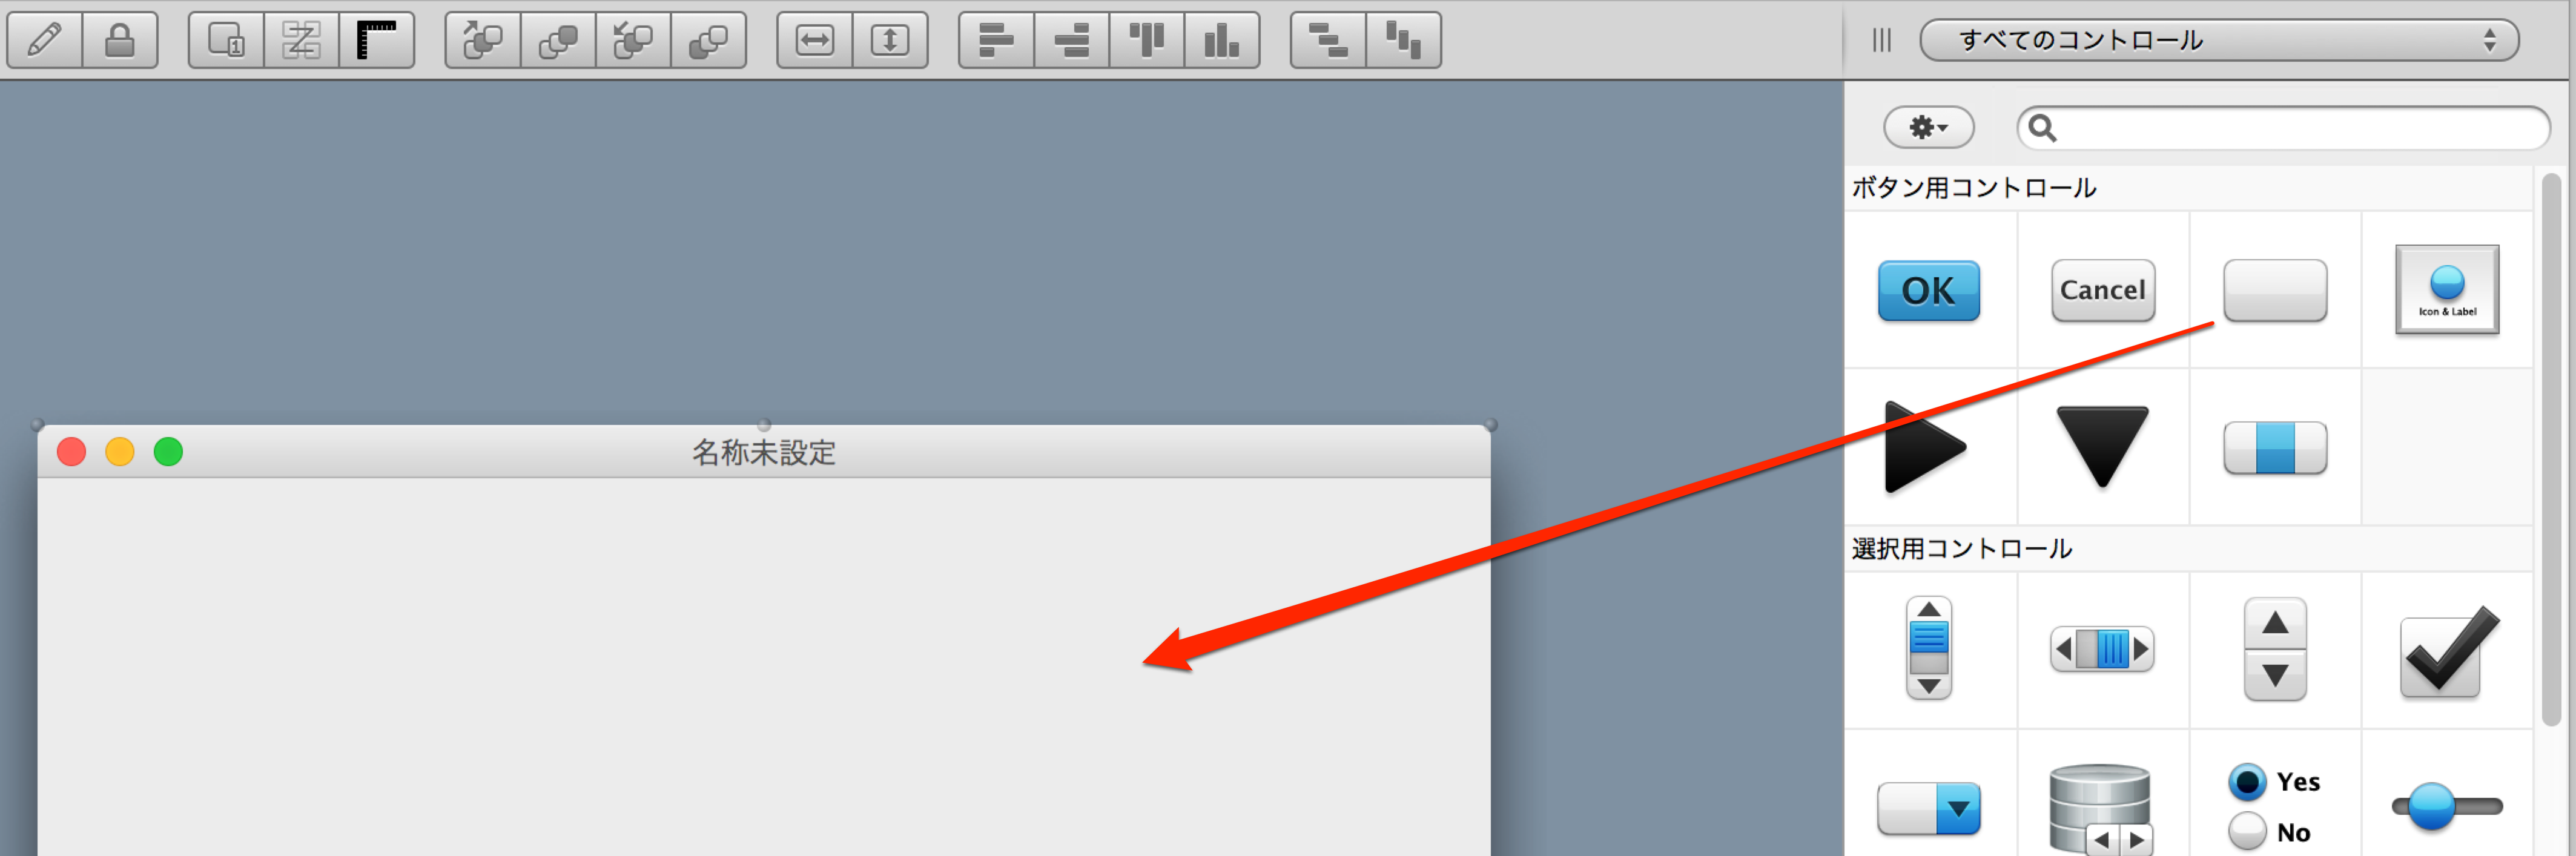 1
すべてのコントロール
ボタン用コントロール
OK
Cancel
Icon & Label
名称未設定
選択用コントロール
Yes
No